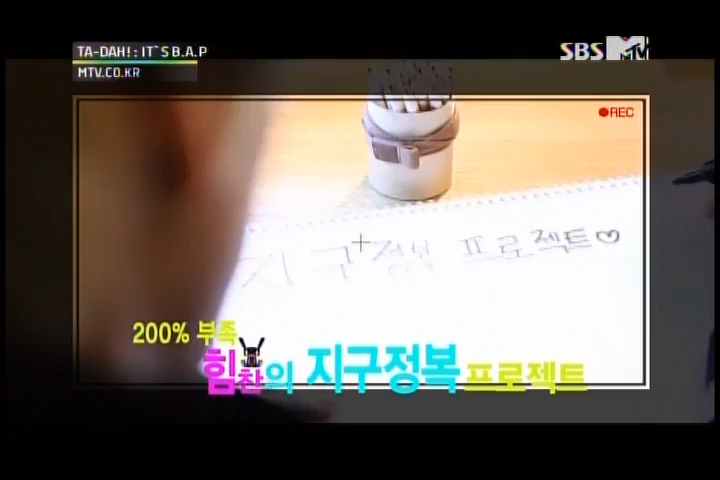 TA-DAH! : IT`S B.A.P
SBS MTV
MTV.CO.KR
REC
지구정복 프로젝트♡
200% 부족
힘찬의 지구정복 프로젝트